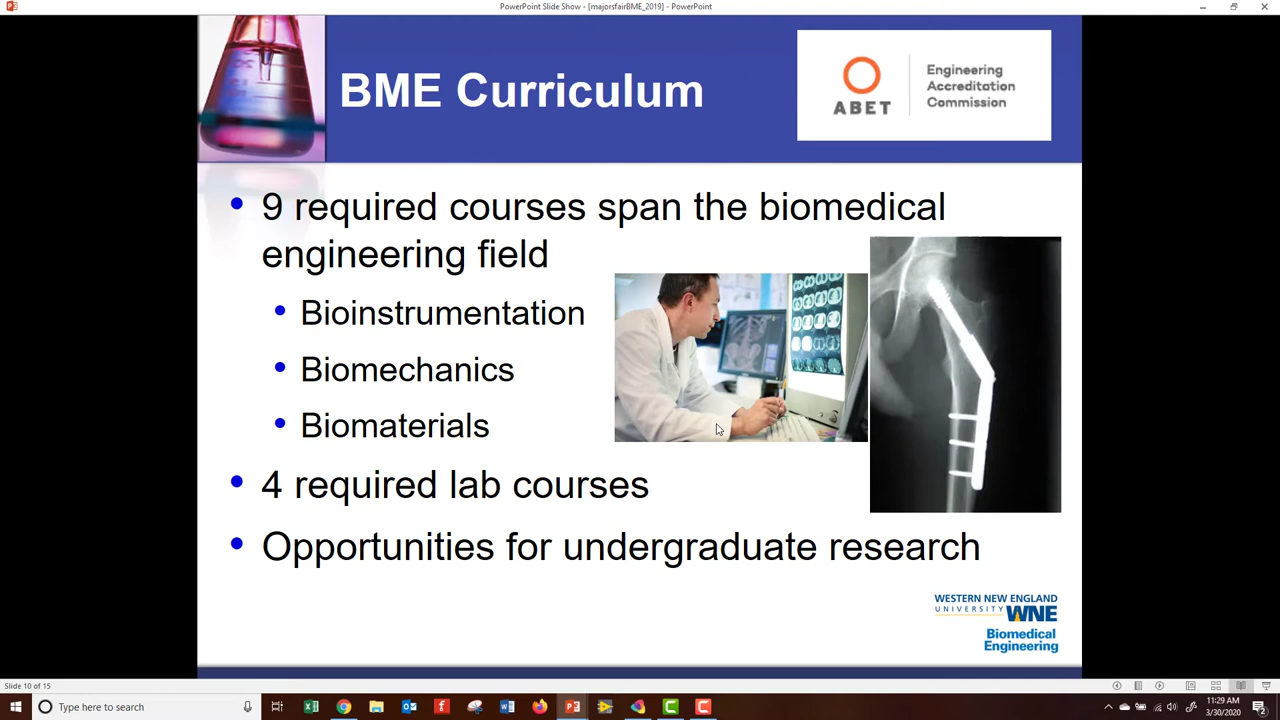 PowerPoint Slide Show - [majorsfairBME_2019] - PowerPoint
BME Curriculum
ABET
Engineering
Accreditation
Commission
• 9 required courses span the biomedical
engineering field
• Bioinstrumentation
• Biomechanics
• Biomaterials
• 4 required lab courses
• Opportunities for undergraduate research
WESTERN NEW ENGLAND
UNIVERSITY WNE
Biomedical
Engineering
Slide 10 of 15
Type here to search
11:29 AM
3/30/2020
2